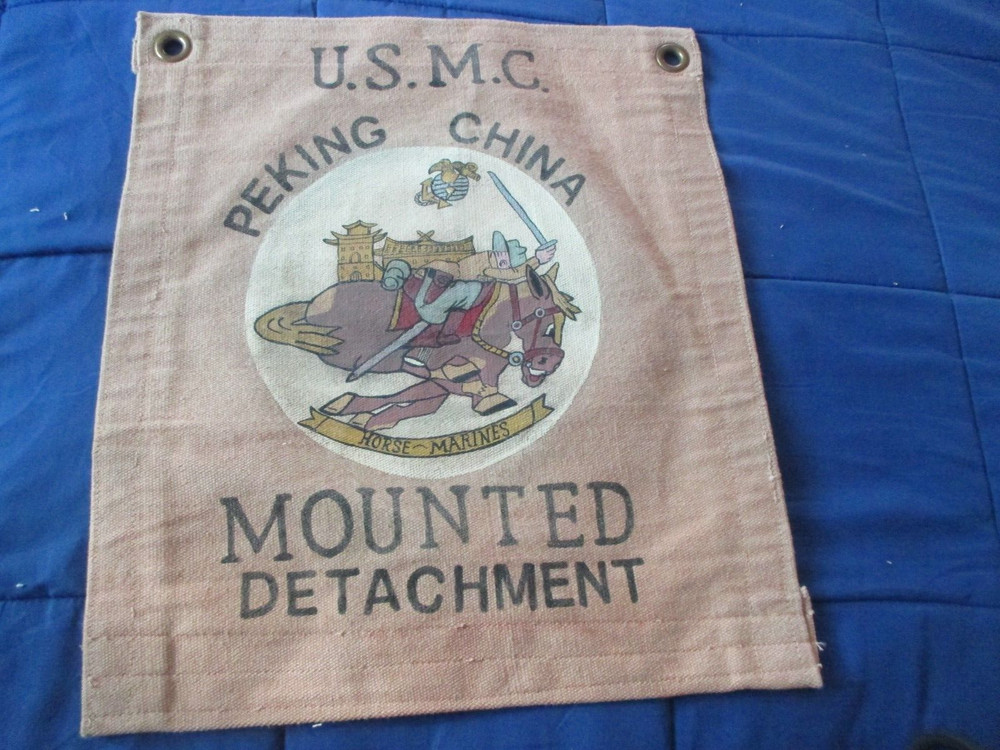 U.S.M.C.
PEKING CHINA
HORSE-MARINES
MOUNTED
DETACHMENT